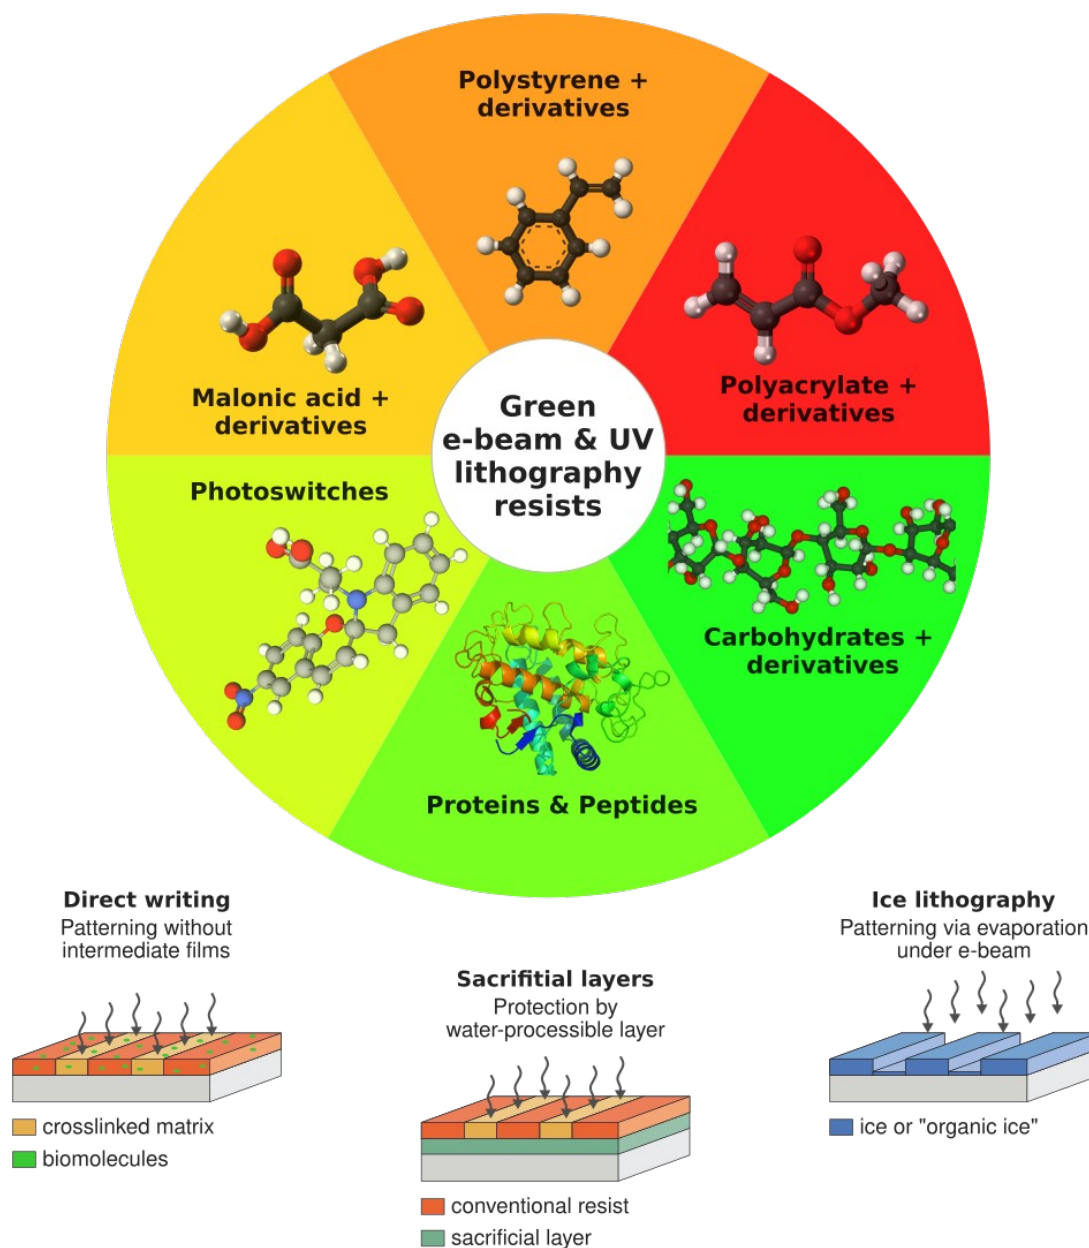 Polystyrene +
derivatives
Malonic acid +
derivatives
Polyacrylate +
derivatives
Green
e-beam & UV
lithography
resists
Photoswitches
Carbohydrates +
derivatives
Proteins & Peptides
Direct writing
Patterning without
intermediate films
crosslinked matrix
biomolecules
Sacrifitial layers
Protection by
water-processible layer
conventional resist
sacrificial layer
Ice lithography
Patterning via evaporation
under e-beam
ice or "organic ice"